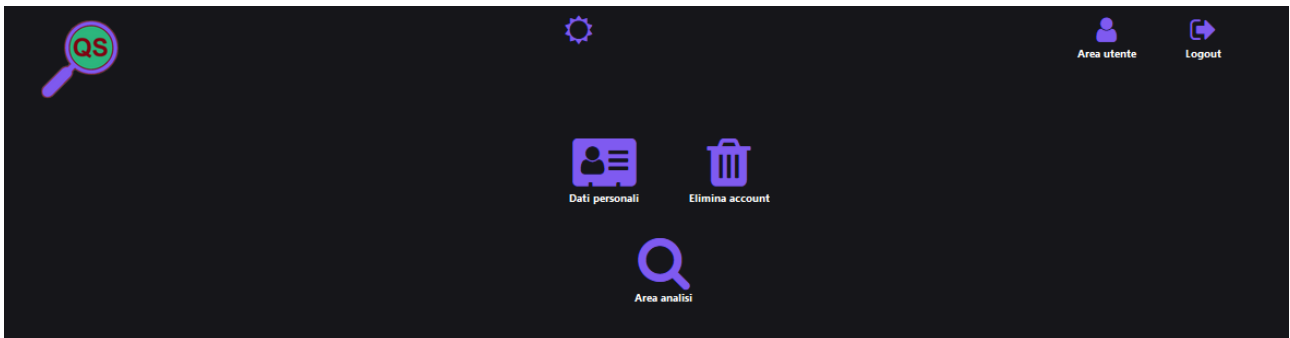 QS
Area utente
Logout
Dati personali
Elimina account
Area analisi